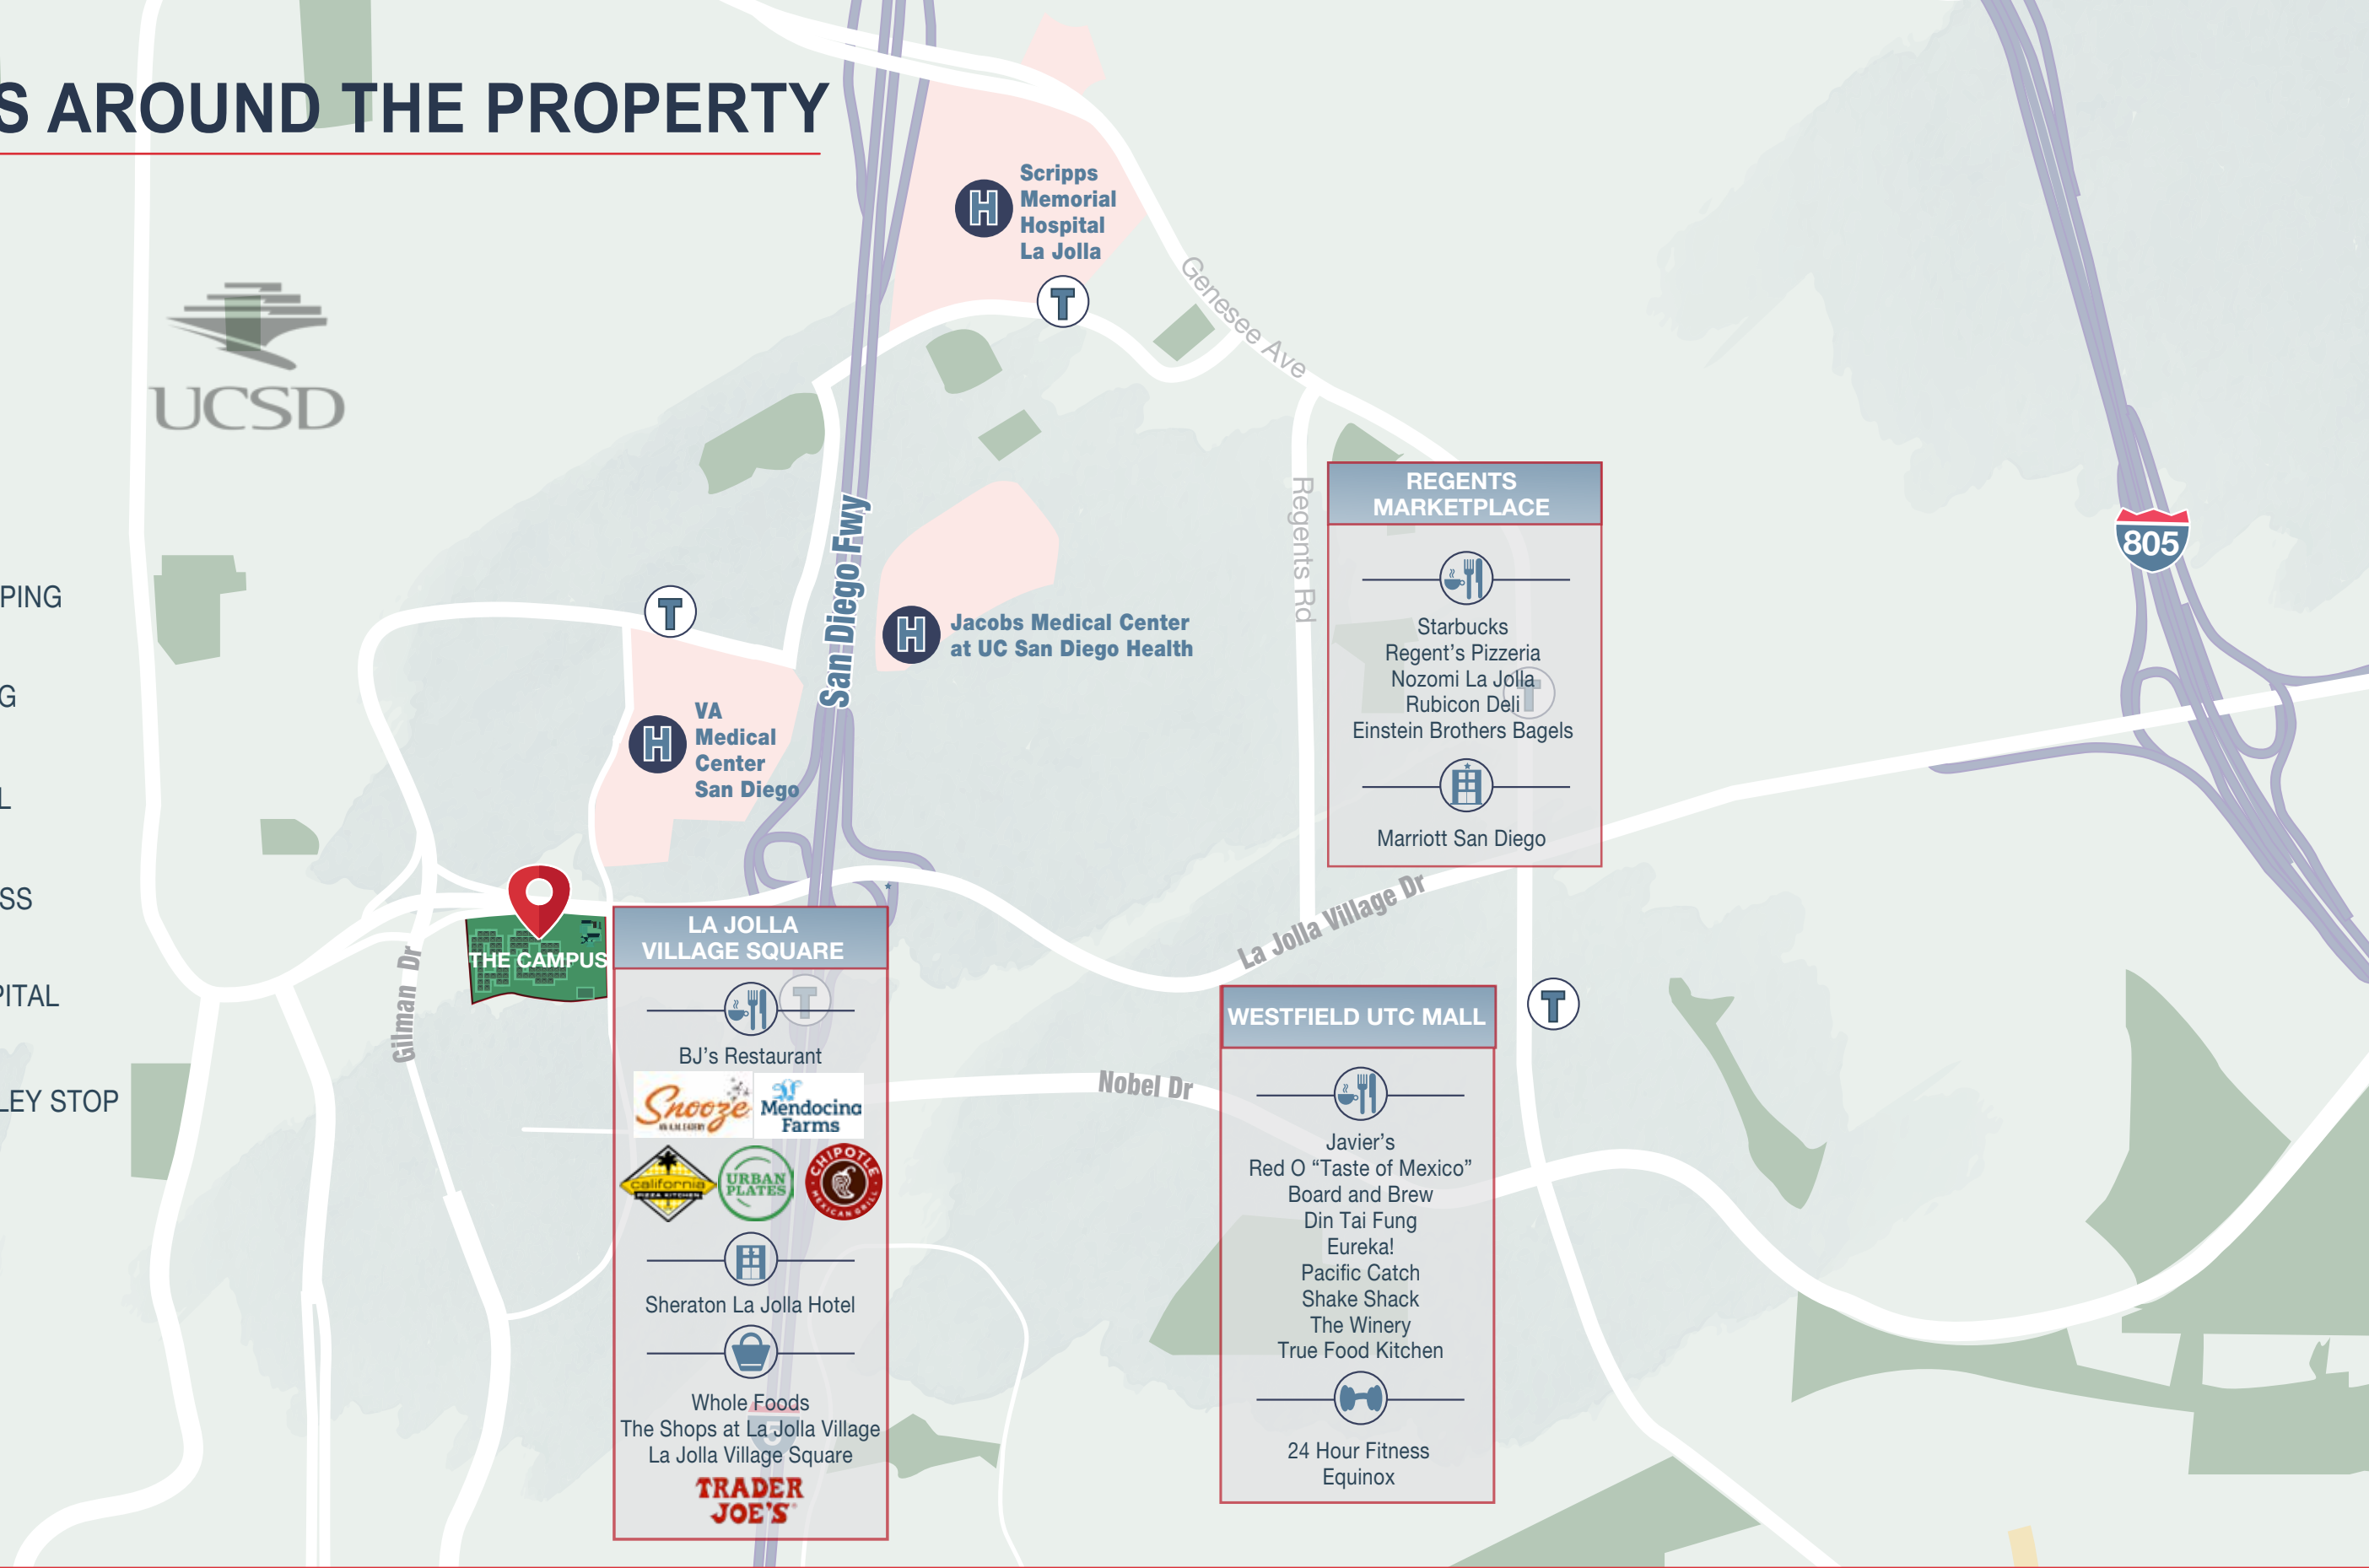 S AROUND THE PROPERTY
UCSD
PING
G
L
SS
PITAL
LEY STOP
H
Scripps
Memorial
Hospital
La Jolla
T
Genesee Ave
San Diego Fwy
H
Jacobs Medical Center
at UC San Diego Health
T
H
VA
Medical
Center
San Diego
Regents Rd
REGENTS
MARKETPLACE
Starbucks
Regent's Pizzeria
Nozomi La Jolla
T
Rubicon Deli
Einstein Brothers Bagels
Marriott San Diego
805
THE CAMPUS
Gilman Dr
LA JOLLA
VILLAGE SQUARE
T
BJ's Restaurant
Snooze
AN A.M. EATERY
Mendocino
Farms
california
PIZZA KITCHEN
URBAN
PLATES
CHIPOTLE
MEXICAN GRILL
Sheraton La Jolla Hotel
Whole Foods
The Shops at La Jolla Village
5
La Jolla Village Square
TRADER
JOE'S
La Jolla Village Dr
Nobel Dr
WESTFIELD UTC MALL
T
Javier's
Red O “Taste of Mexico”
Board and Brew
Din Tai Fung
Eureka!
Pacific Catch
Shake Shack
The Winery
True Food Kitchen
24 Hour Fitness
Equinox